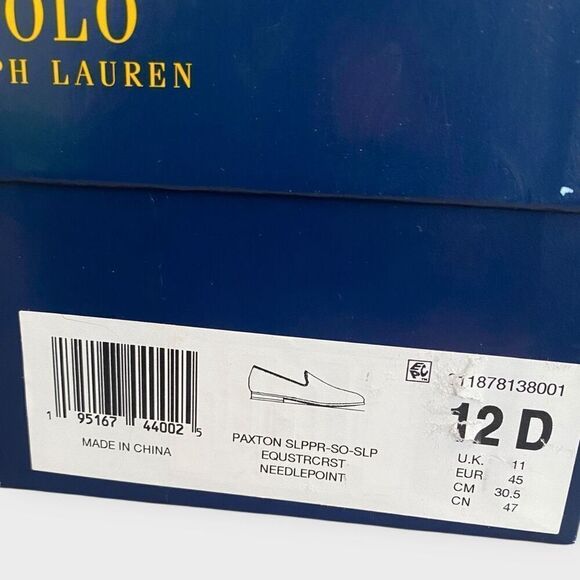 OLO
PH LAUREN
11878138001
12 D
1 95167 44002 5
MADE IN CHINA
PAXTON SLPPR-SO-SLP
EQUSTRCRST
NEEDLEPOINT
U.K. 11
EUR 45
CM 30.5
CN 47